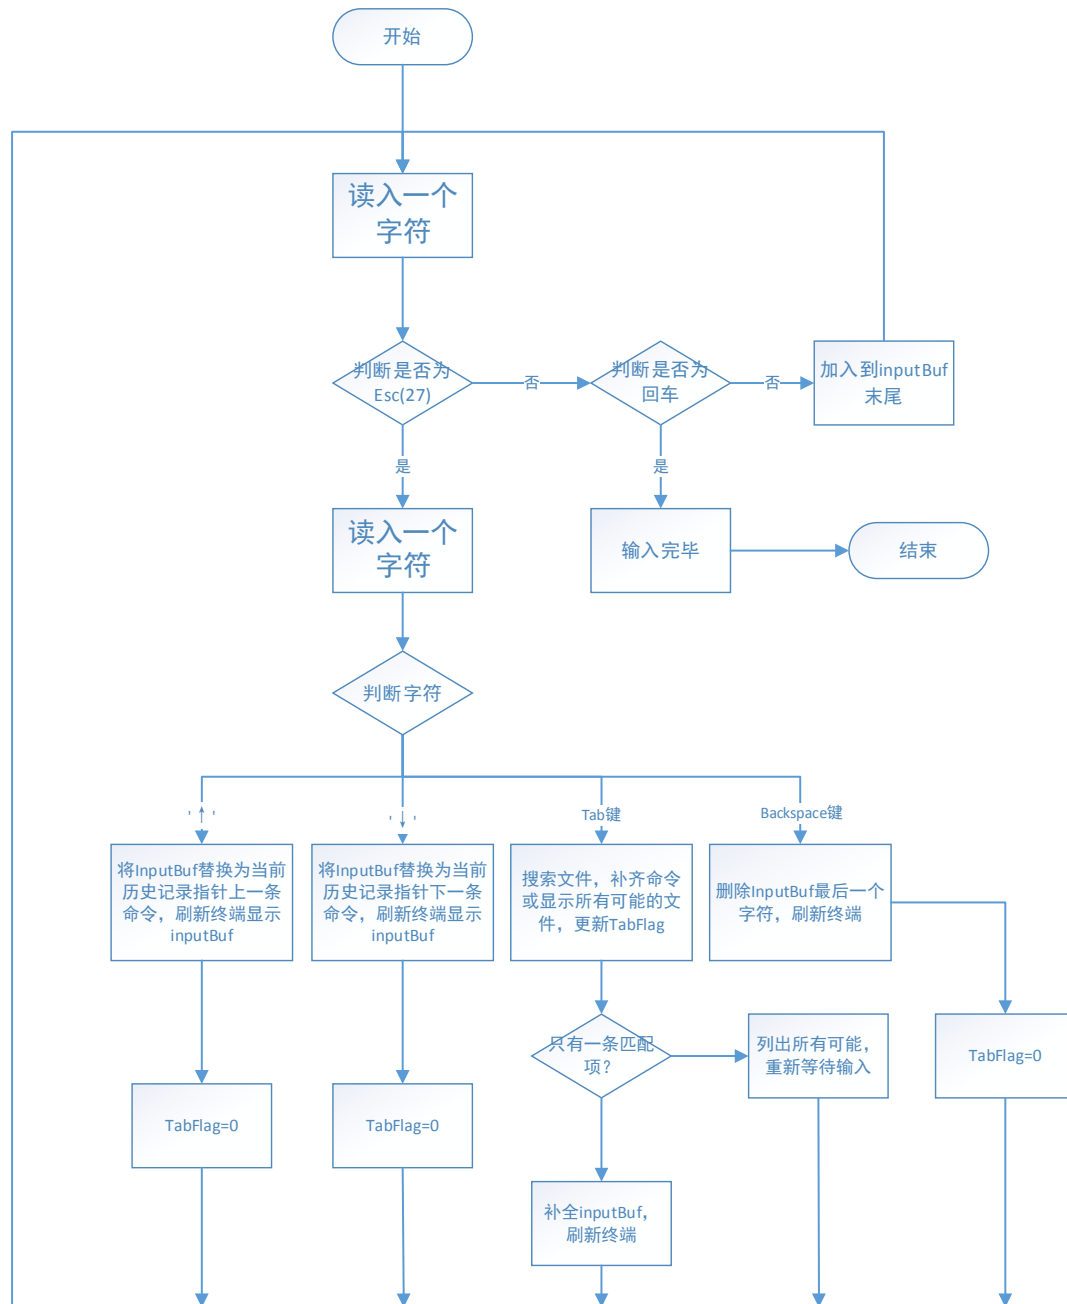 开始
读入一个
字符
判断是否为
Esc(27)
否
判断是否为
回车
否
加入到inputBuf
末尾
是
是
读入一个
字符
输入完毕
结束
判断字符
' ↑ '
' ↓ '
Tab键
Backspace键
将InputBuf替换为当前
历史记录指针上一条
命令，刷新终端显示
inputBuf
将InputBuf替换为当前
历史记录指针下一条
命令，刷新终端显示
inputBuf
搜索文件，补齐命令
或显示所有可能的文
件，更新TabFlag
删除InputBuf最后一个
字符，刷新终端
只有一条匹配
项？
列出所有可能，
重新等待输入
TabFlag=0
TabFlag=0
TabFlag=0
补全inputBuf，
刷新终端